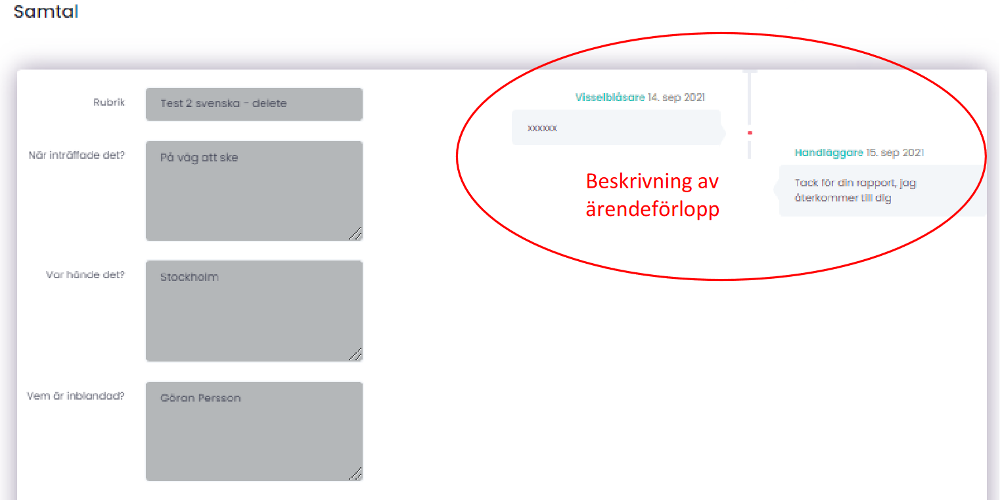 Samtal
Rubrik
Test 2 svenska - delete
När inträffade det?
På väg att ske
Var hände det?
Stockholm
Vem är inblandad?
Göran Persson
Visselblåsare 14. sep 2021
xxxxxx
Handläggare 15. sep 2021
Tack för din rapport, jag
återkommer till dig
Beskrivning av
ärendeförlopp